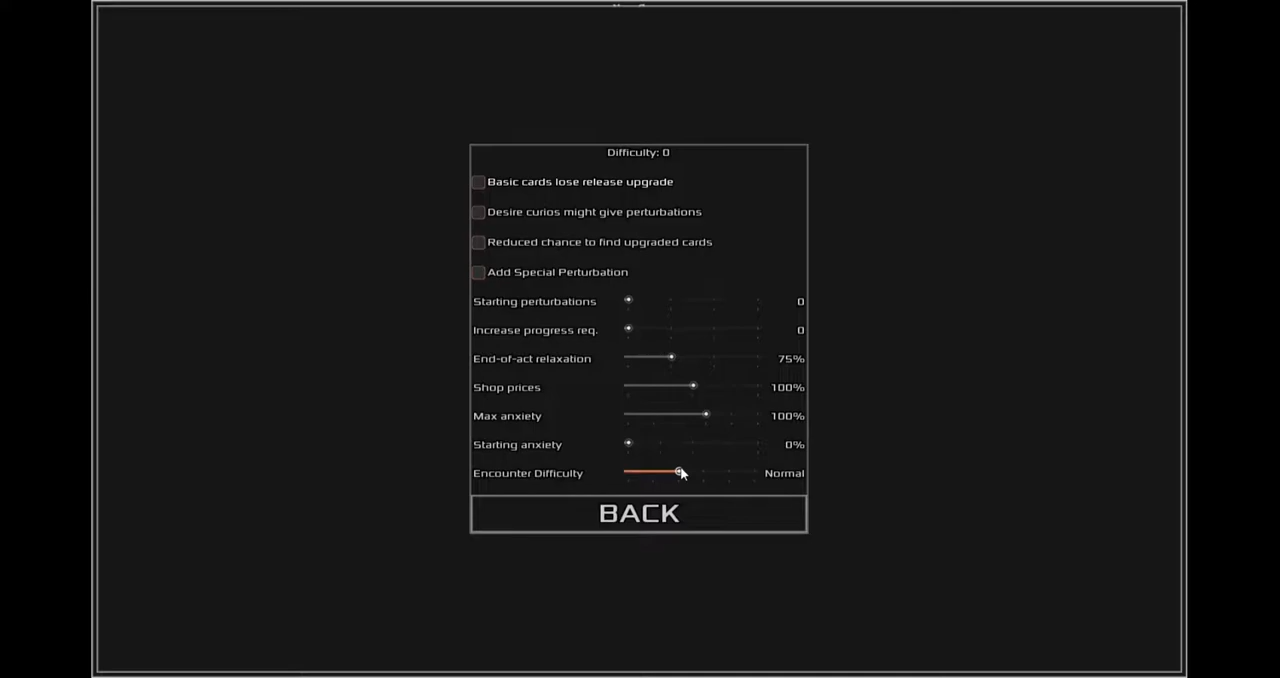 Difficulty: 0
Basic cards lose release upgrade
Desire curios might give perturbations
Reduced chance to find upgraded cards
Add Special Perturbation
Starting perturbations 0
Increase progress req. 0
End-of-act relaxation 75%
Shop prices 100%
Max anxiety 100%
Starting anxiety 0%
Encounter Difficulty Normal
BACK